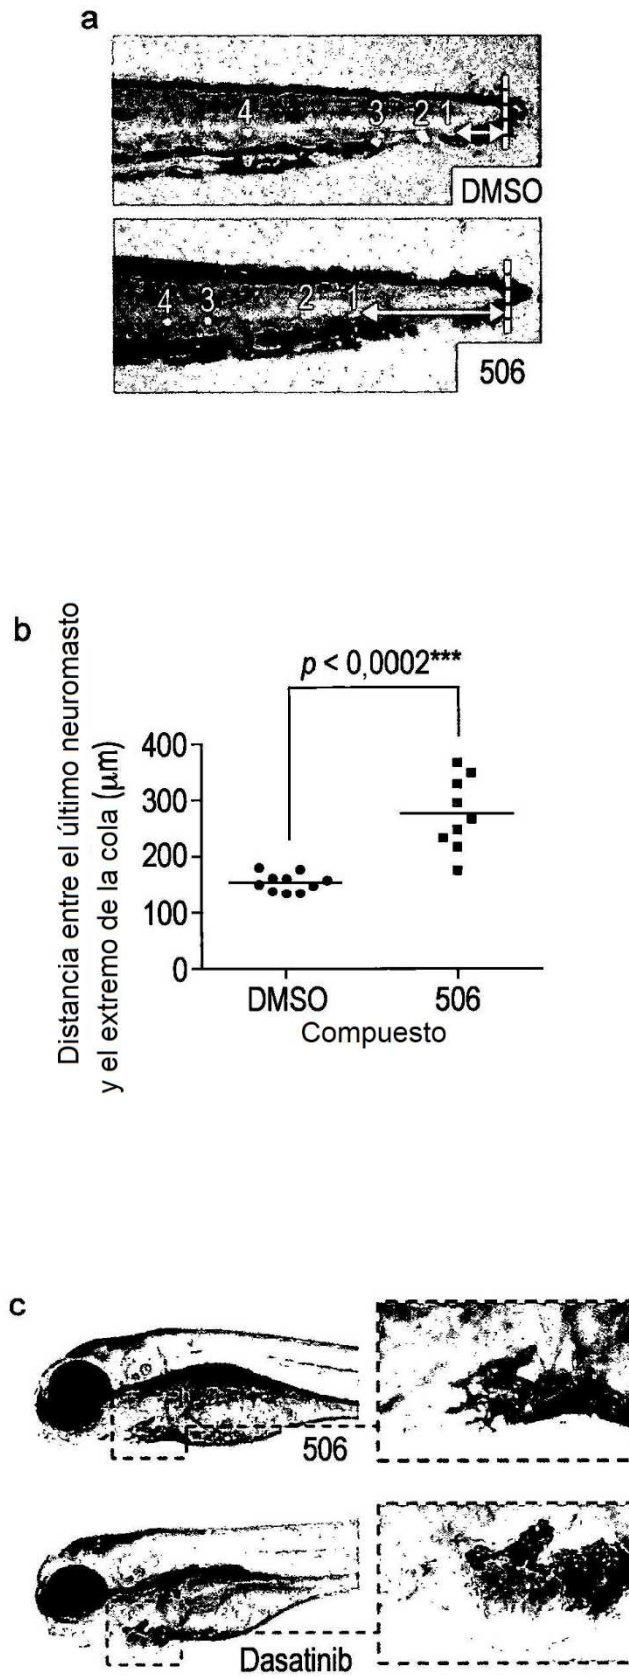 a
4 3 2 1
DMSO
4 3 2 1
506
b
Distancia entre el último neuromasto
y el extremo de la cola (µm)
p < 0,0002***
400
300
200
100
0
DMSO 506
Compuesto
c
506
Dasatinib